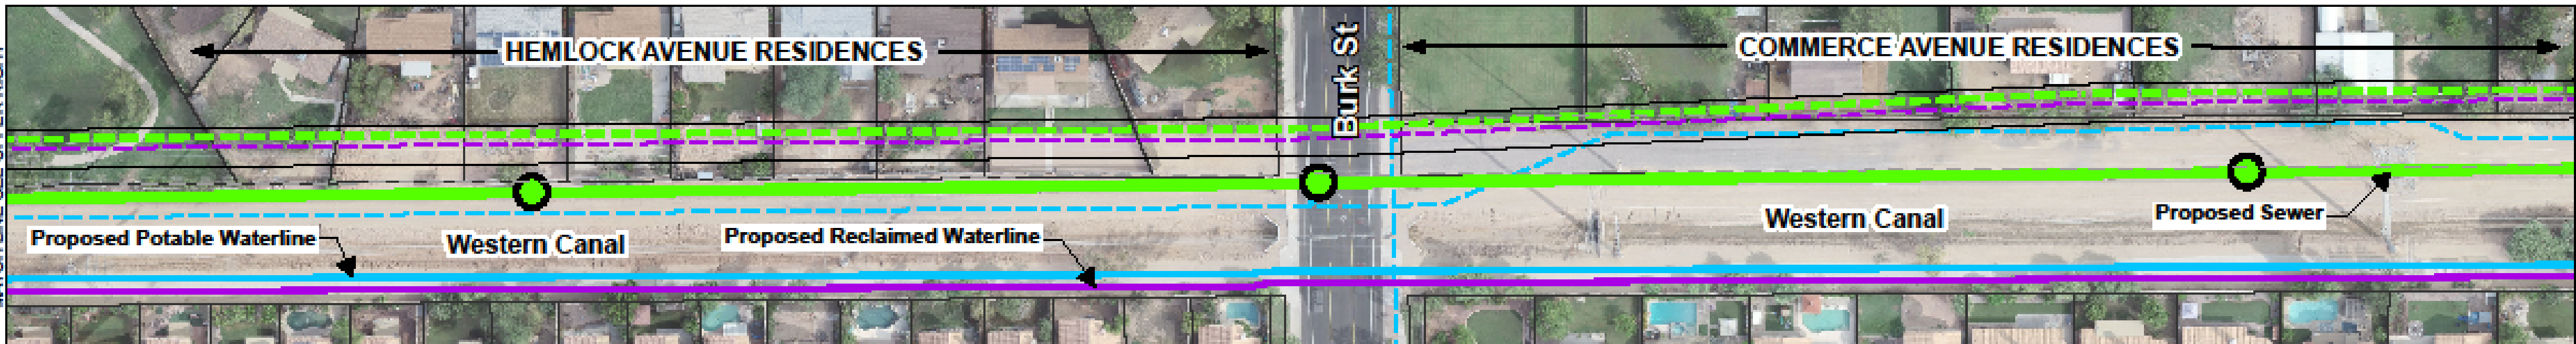 HEMLOCK AVENUE RESIDENCES
Burk St
COMMERCE AVENUE RESIDENCES
Proposed Potable Waterline
Western Canal
Proposed Reclaimed Waterline
Western Canal
Proposed Sewer